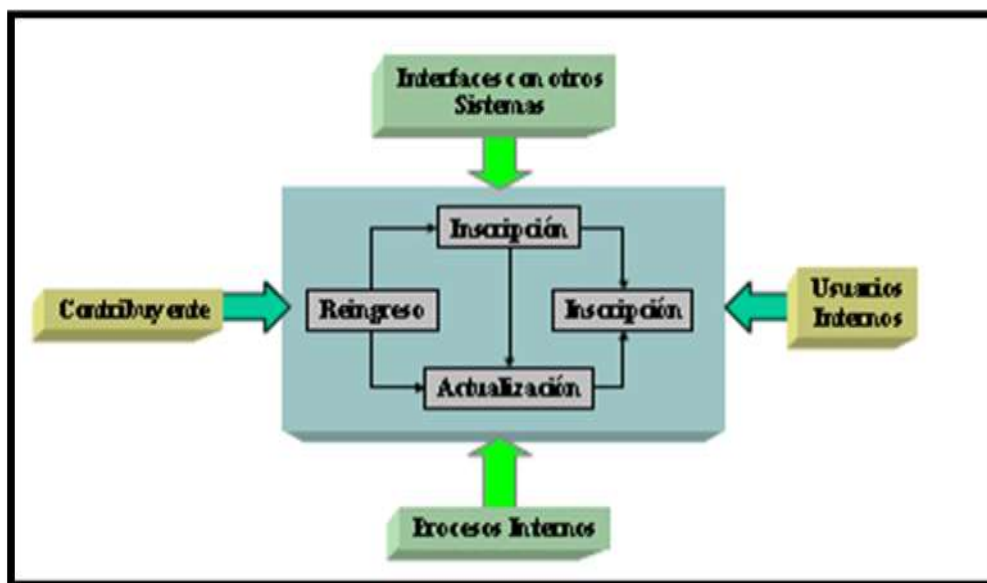 Interfaces con otros
Sistemas
Inscripción
Contribuyente
Reingreso
Inscripción
Usuarios
Internos
Actualización
Procesos Internos